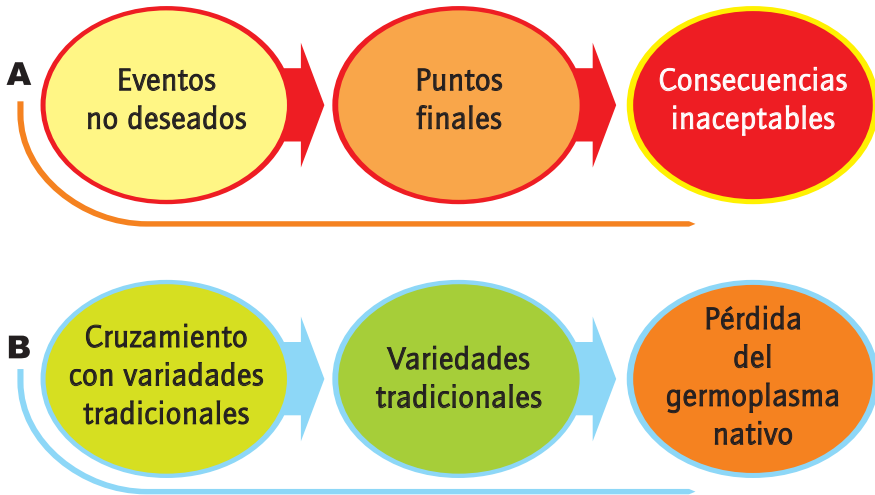 A
Eventos
no deseados
Puntos
finales
Consecuencias
inaceptables
B
Cruzamiento
con variadades
tradicionales
Variedades
tradicionales
Pérdida
del
germoplasma
nativo